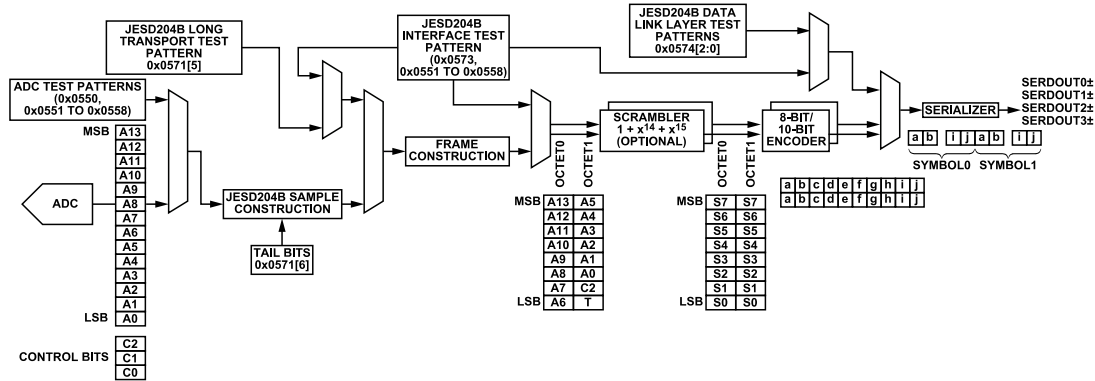 JESD204B LONG
TRANSPORT TEST
PATTERN
0x0571[5]
JESD204B
INTERFACE TEST
PATTERN
(0x0573,
0x0551 TO 0x0558)
JESD204B DATA
LINK LAYER TEST
PATTERNS
0x0574[2:0]
ADC TEST PATTERNS
(0x0550,
0x0551 TO 0x0558)
MSB
A13
A12
A11
A10
A9
A8
A7
A6
A5
A4
A3
A2
A1
LSB
A0
CONTROL BITS
C2
C1
C0
ADC
JESD204B SAMPLE
CONSTRUCTION
TAIL BITS
0x0571[6]
FRAME
CONSTRUCTION
OCTET0
OCTET1
MSB A13 A5
A12 A4
A11 A3
A10 A2
A9 A1
A8 A0
A7 C2
LSB A6 T
SCRAMBLER
1 + x14 + x15
(OPTIONAL)
OCTET0
OCTET1
MSB S7 S7
S6 S6
S5 S5
S4 S4
S3 S3
S2 S2
S1 S1
LSB S0 S0
8-BIT/
10-BIT
ENCODER
a b c d e f g h i j
a b c d e f g h i j
SERIALIZER
SERDOUT0±
SERDOUT1±
SERDOUT2±
SERDOUT3±
a b i j a b i j
SYMBOL0 SYMBOL1